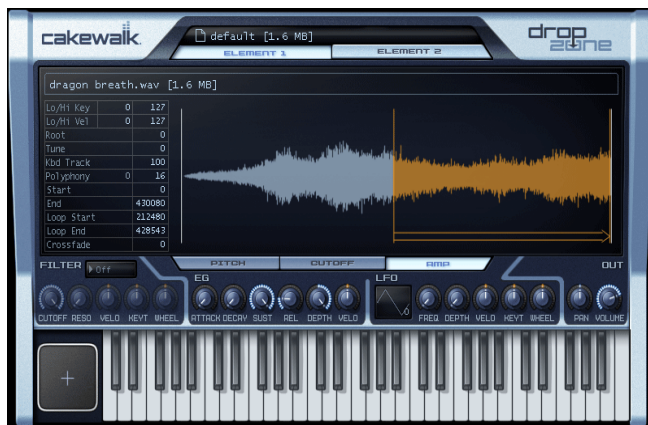 cakewalk
default [1.6 MB]
drop
zone
ELEMENT 1
ELEMENT 2
dragon breath.wav [1.6 MB]
Lo/Hi Key 0 127
Lo/Hi Vel 0 127
Root 0
Tune 0
Kbd Track 100
Polyphony 0 16
Start 0
End 430080
Loop Start 212480
Loop End 428543
Crossfade 0
PITCH
CUTOFF
AMP
FILTER
Off
EG
LFO
OUT
CUTOFF RESO VELO KEYT WHEEL
ATTACK DECAY SUST REL DEPTH VELO
FREQ DEPTH VELO KEYT WHEEL
PAN VOLUME